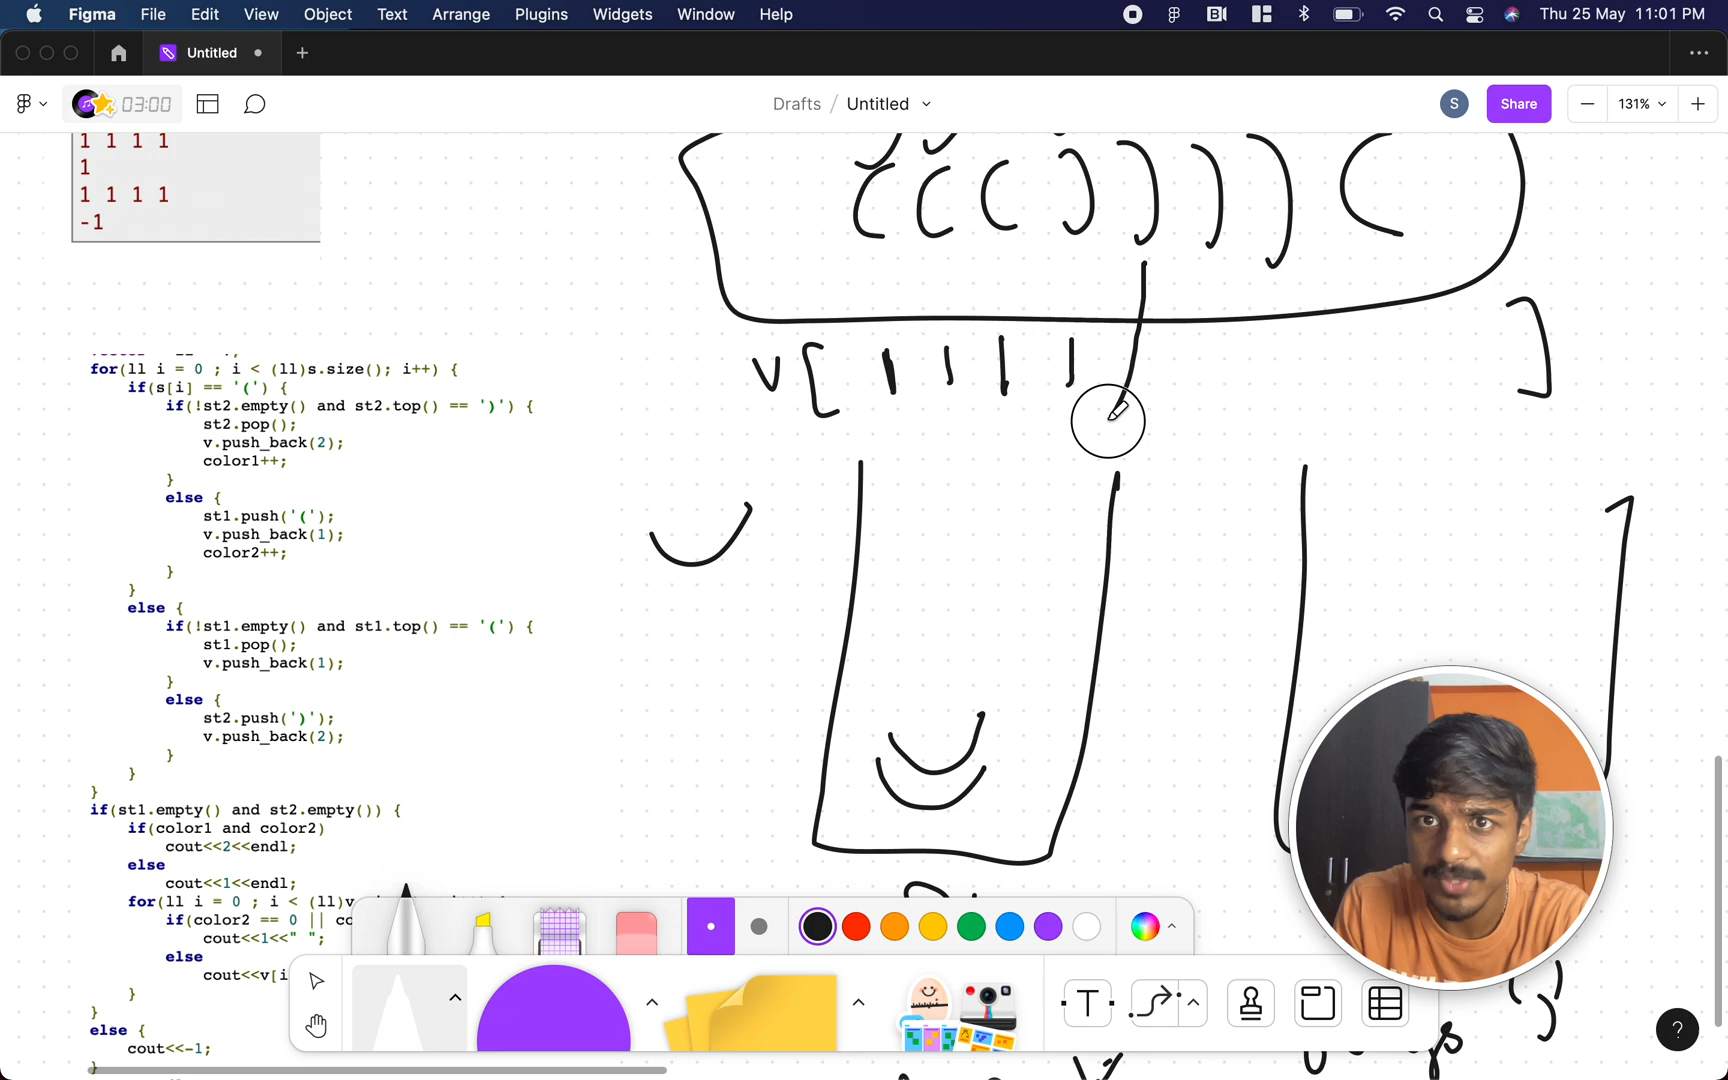 Figma File Edit View Object Text Arrange Plugins Widgets Window Help Thu 25 May 11:01 PM
Untitled
03:00 Drafts / Untitled S Share 131%
1 1 1 1
1
1 1 1 1
-1
( ( ( ) ) ) ) (
v [ 1 1 1 1 ]
for(ll i = 0 ; i < (ll)s.size(); i++) {
if(s[i] == '(') {
if(!st2.empty() and st2.top() == ')') {
st2.pop();
v.push_back(2);
color1++;
}
else {
st1.push('(');
v.push_back(1);
color2++;
}
}
else {
if(!st1.empty() and st1.top() == '(') {
st1.pop();
v.push_back(1);
}
else {
st2.push(')');
v.push_back(2);
}
}
}
if(st1.empty() and st2.empty()) {
if(color1 and color2)
cout<<2<<endl;
else
cout<<1<<endl;
for(ll i = 0 ; i < (ll)v
if(color2 == 0 || co
cout<<1<<" ";
else
cout<<v[i
}
}
else {
cout<<-1;
}
T
?